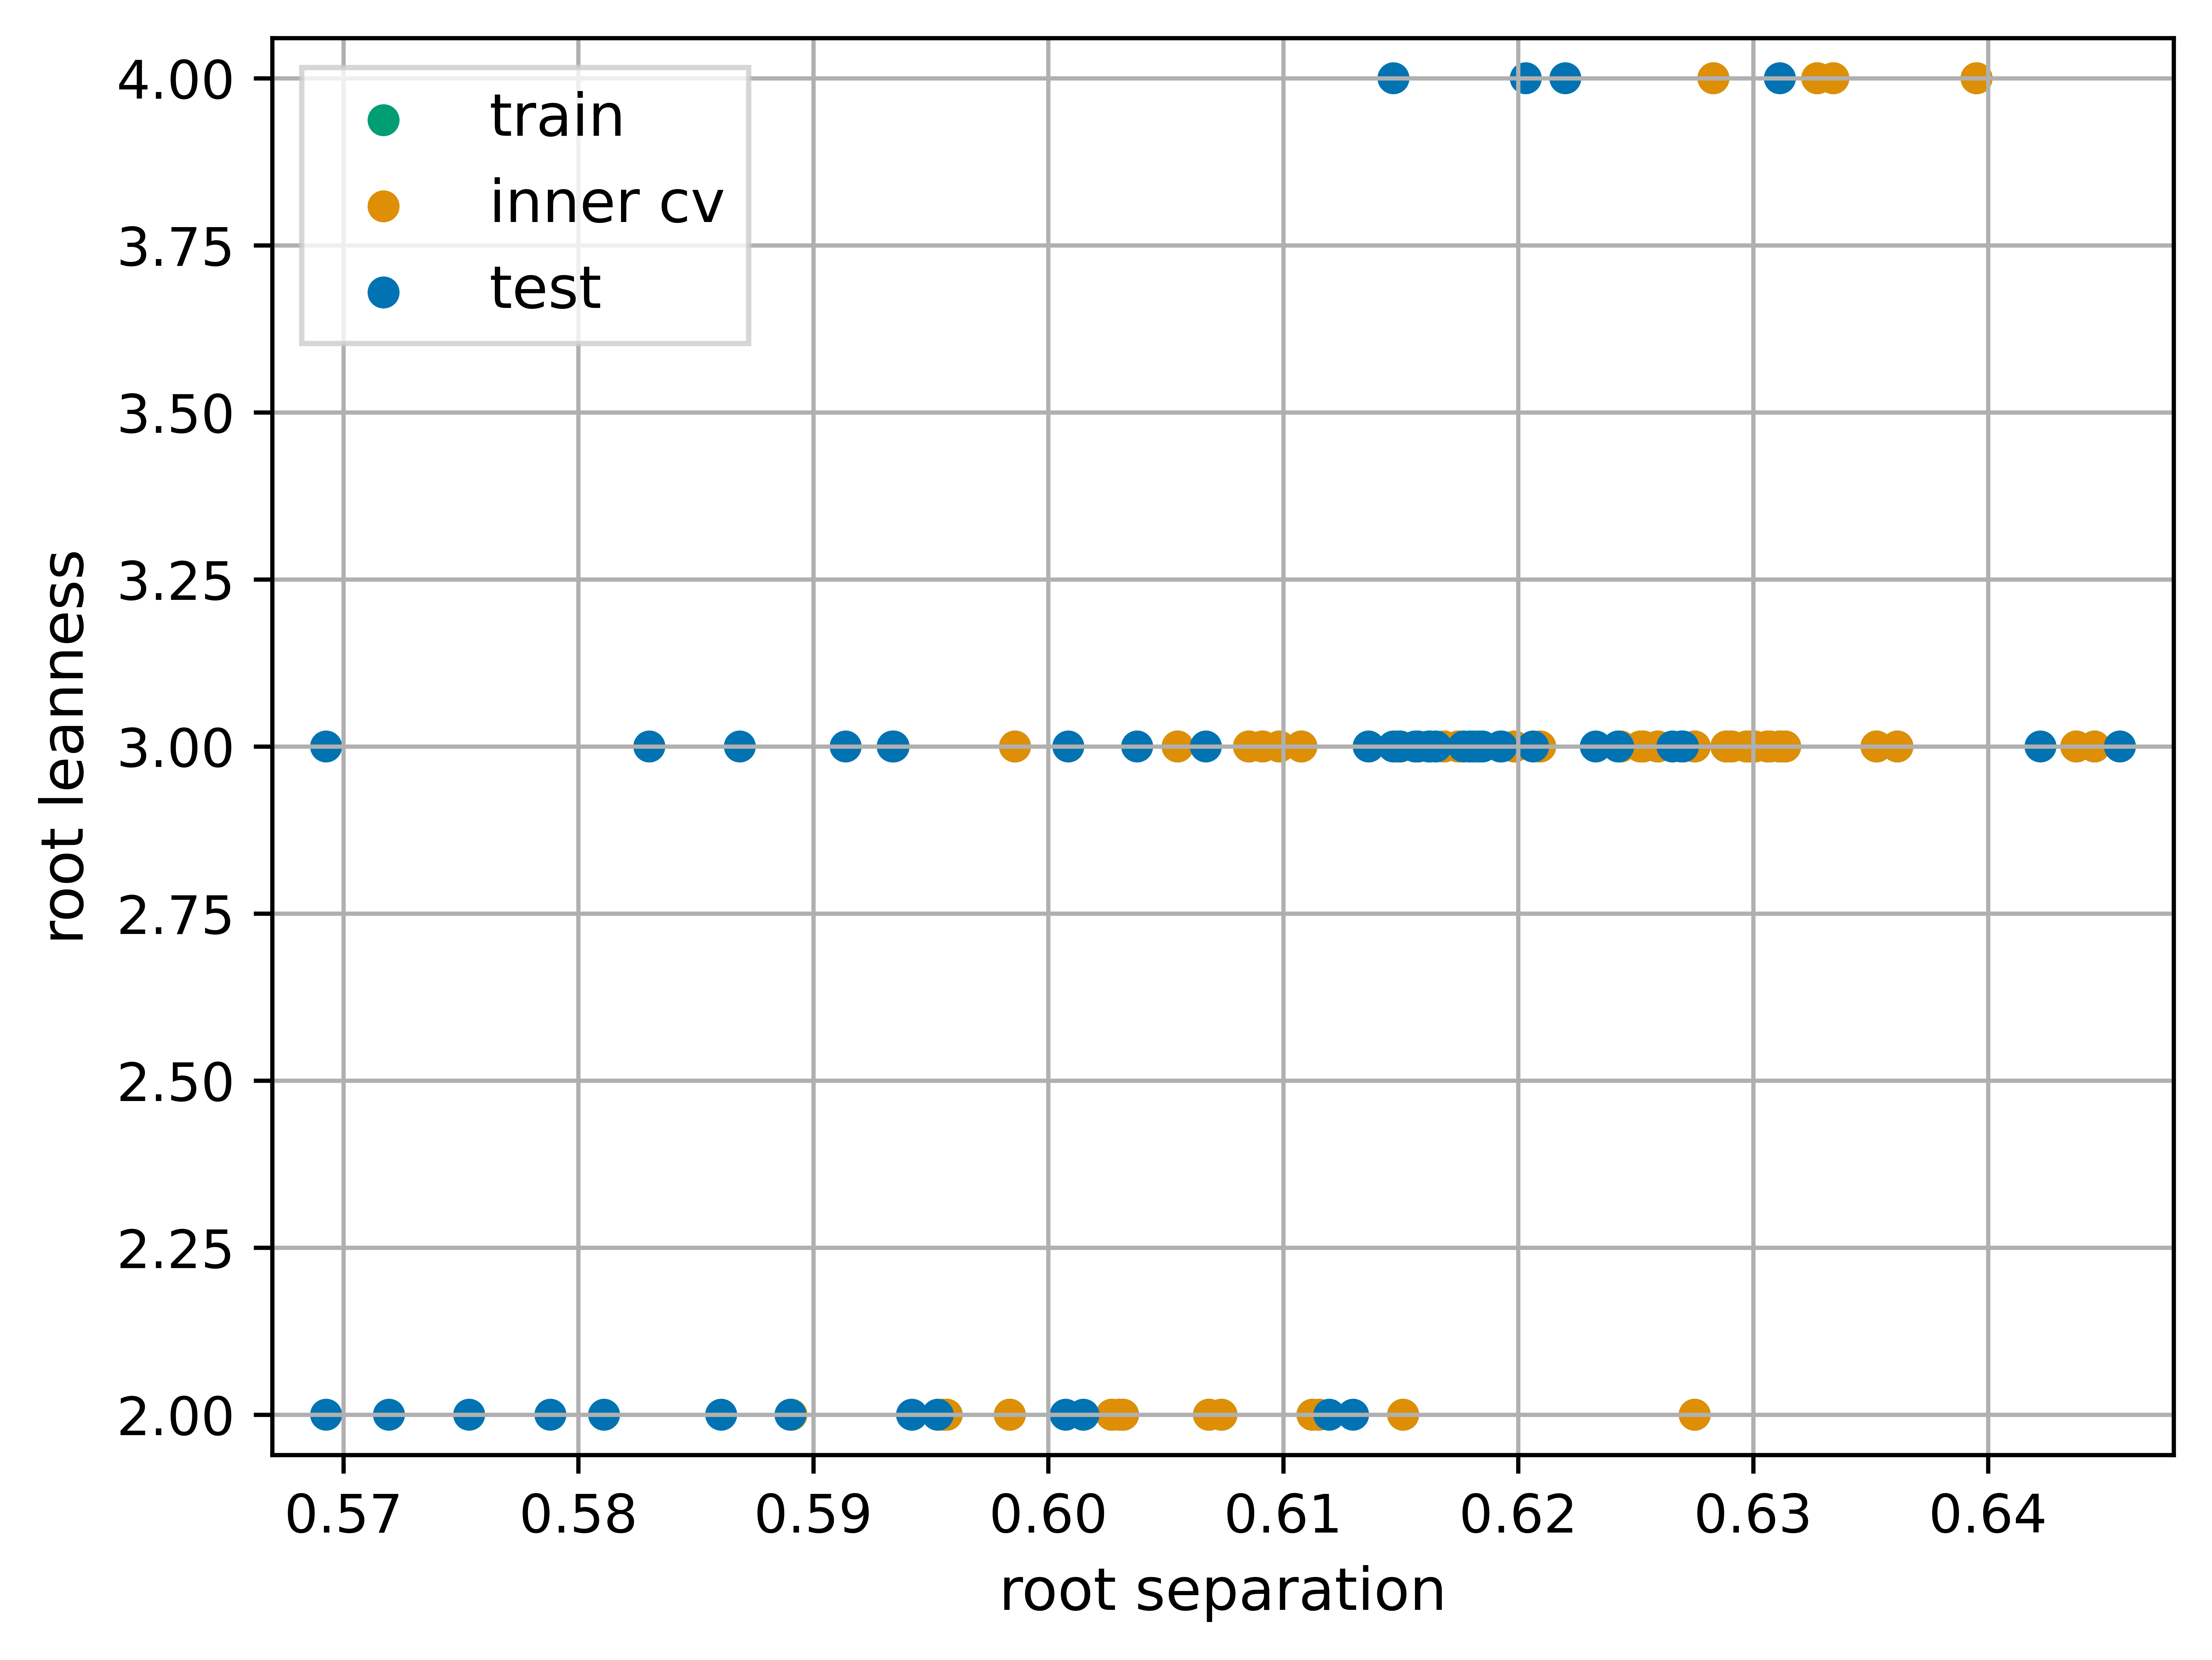 4.00
3.75
3.50
3.25
3.00
2.75
2.50
2.25
2.00
root leanness
train
inner cv
test
0.57 0.58 0.59 0.60 0.61 0.62 0.63 0.64
root separation